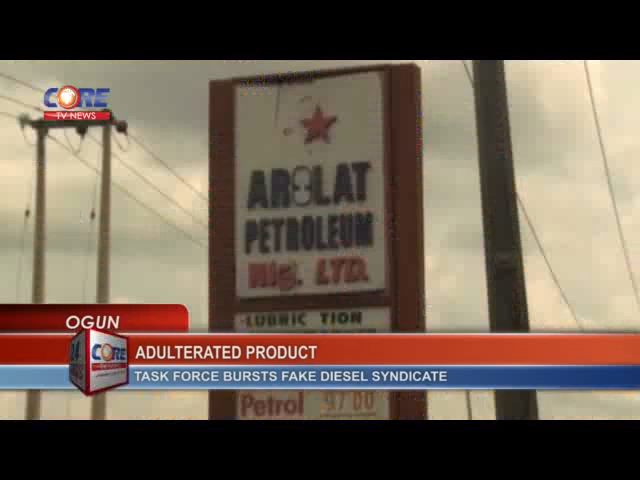 CORE
TV NEWS
AROLAT
PETROLEUM
Nig. LTD.
LUBRIC TION
OGUN
ADULTERATED PRODUCT
CORE
TASK FORCE BURSTS FAKE DIESEL SYNDICATE
Petrol 97.00